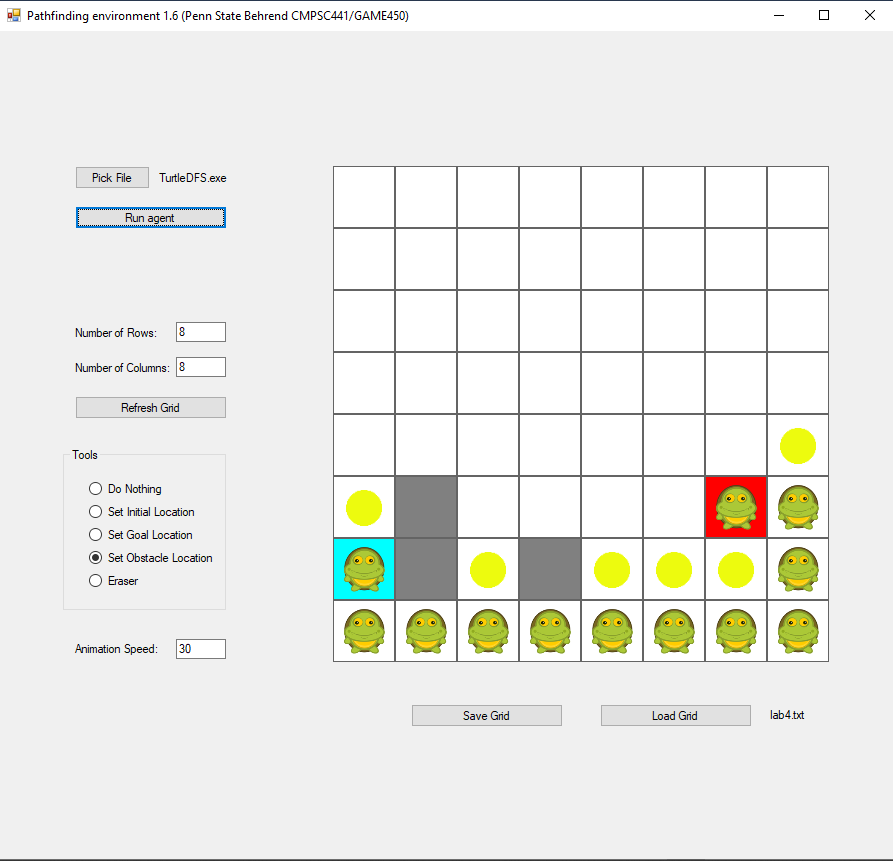 Pathfinding environment 1.6 (Penn State Behrend CMPSC441/GAME450)
Pick File TurtleDFS.exe
Run agent
Number of Rows: 8
Number of Columns: 8
Refresh Grid
Tools
Do Nothing
Set Initial Location
Set Goal Location
Set Obstacle Location
Eraser
Animation Speed: 30
Save Grid Load Grid lab4.txt